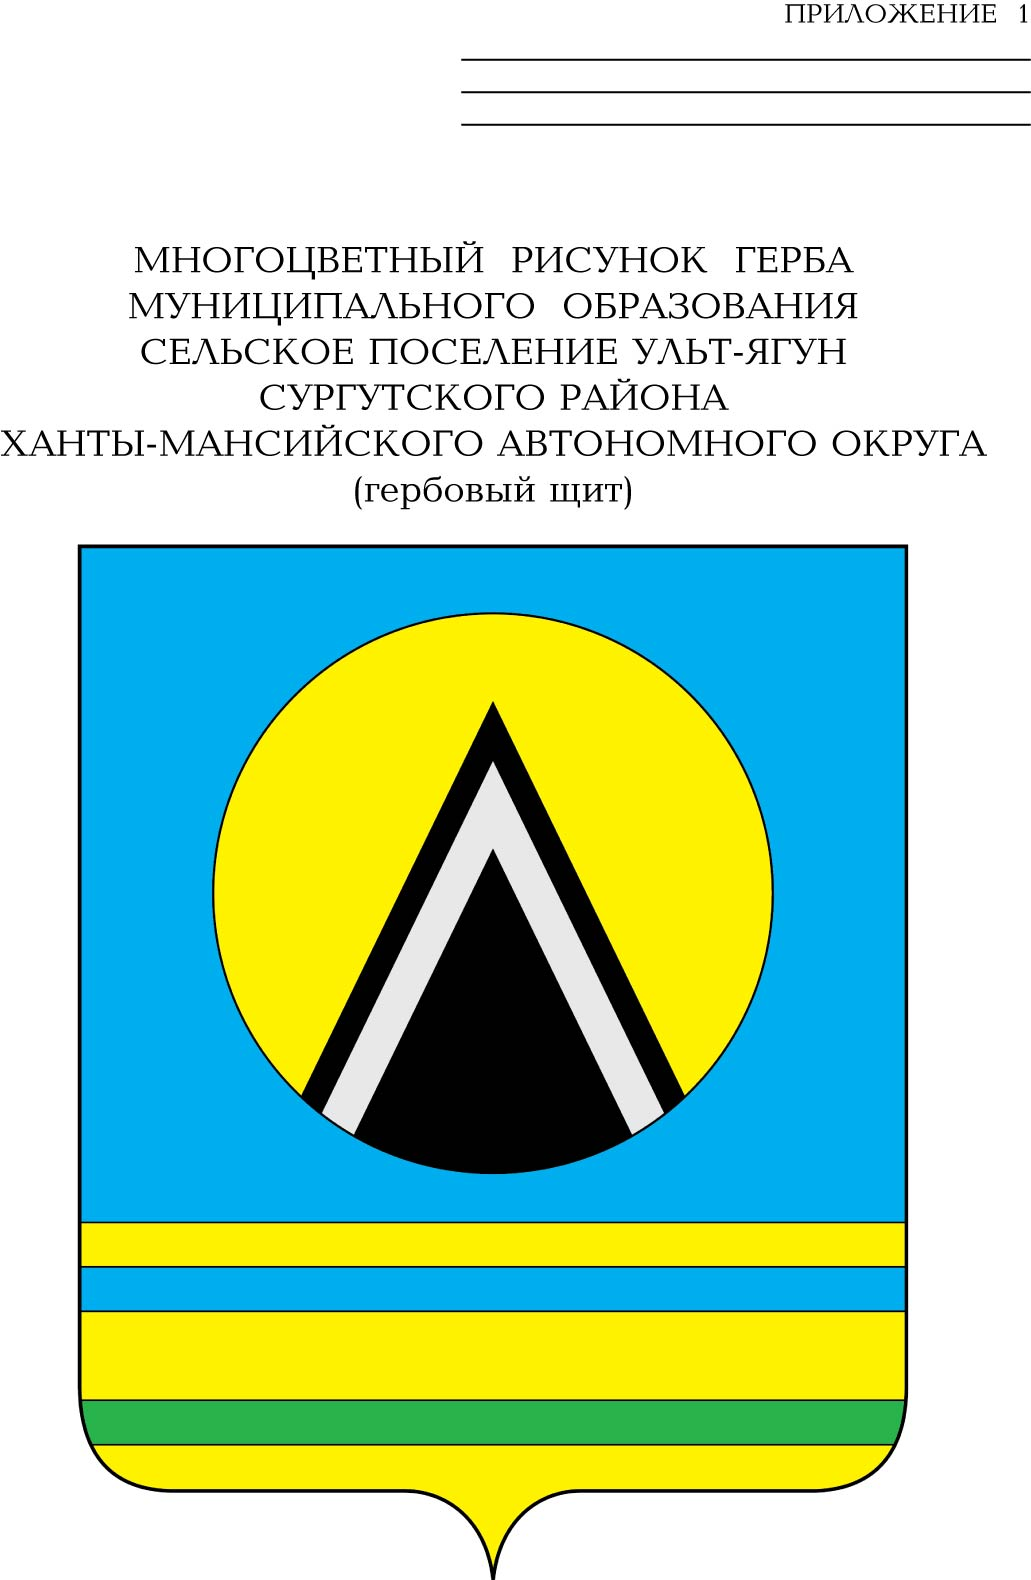 ПРИЛОЖЕНИЕ 1
МНОГОЦВЕТНЫЙ РИСУНОК ГЕРБА
МУНИЦИПАЛЬНОГО ОБРАЗОВАНИЯ
СЕЛЬСКОЕ ПОСЕЛЕНИЕ УЛЬТ-ЯГУН
СУРГУТСКОГО РАЙОНА
ХАНТЫ-МАНСИЙСКОГО АВТОНОМНОГО ОКРУГА
(гербовый щит)